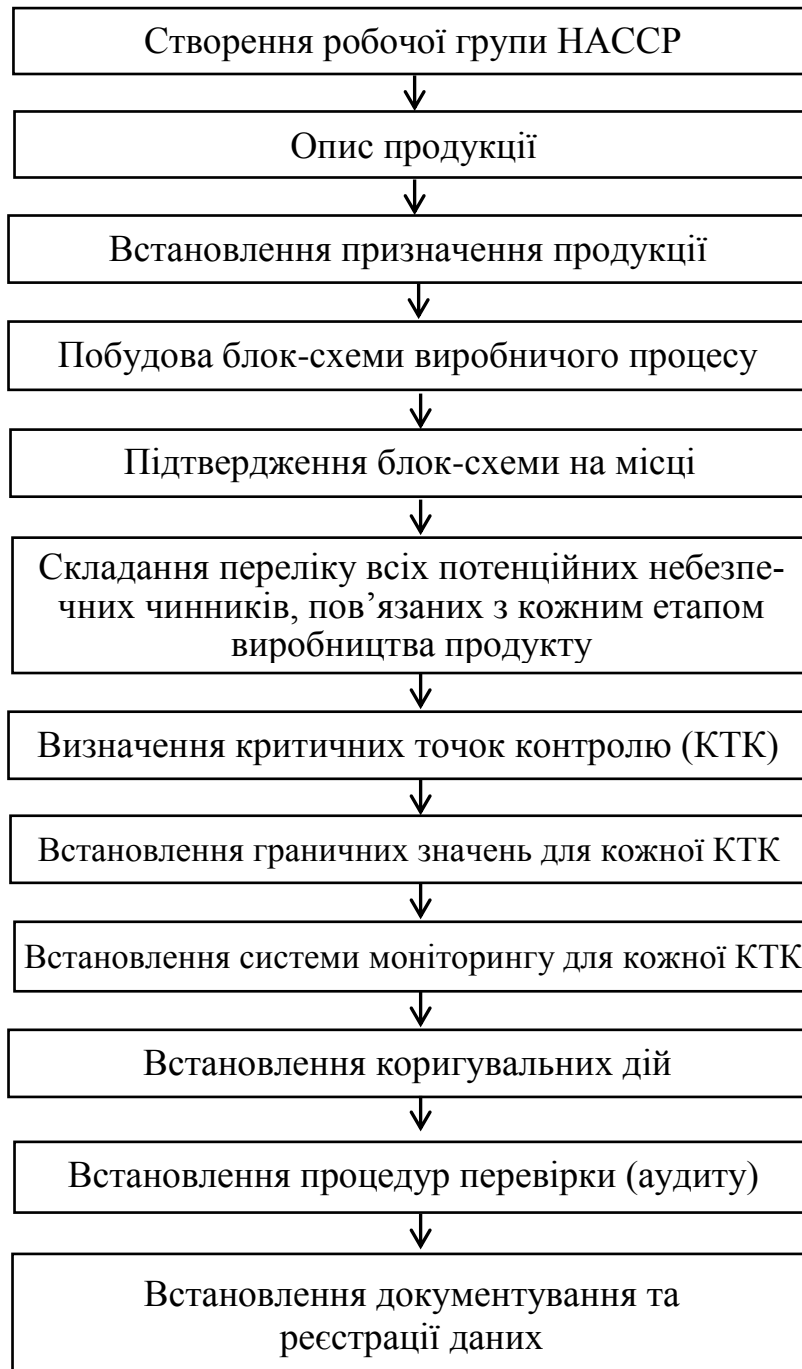 Створення робочої групи НАССР
Опис продукції
Встановлення призначення продукції
Побудова блок-схеми виробничого процесу
Підтвердження блок-схеми на місці
Складання переліку всіх потенційних небезпе-
чних чинників, пов’язаних з кожним етапом
виробництва продукту
Визначення критичних точок контролю (КТК)
Встановлення граничних значень для кожної КТК
Встановлення системи моніторингу для кожної КТК
Встановлення коригувальних дій
Встановлення процедур перевірки (аудиту)
Встановлення документування та
реєстрації даних